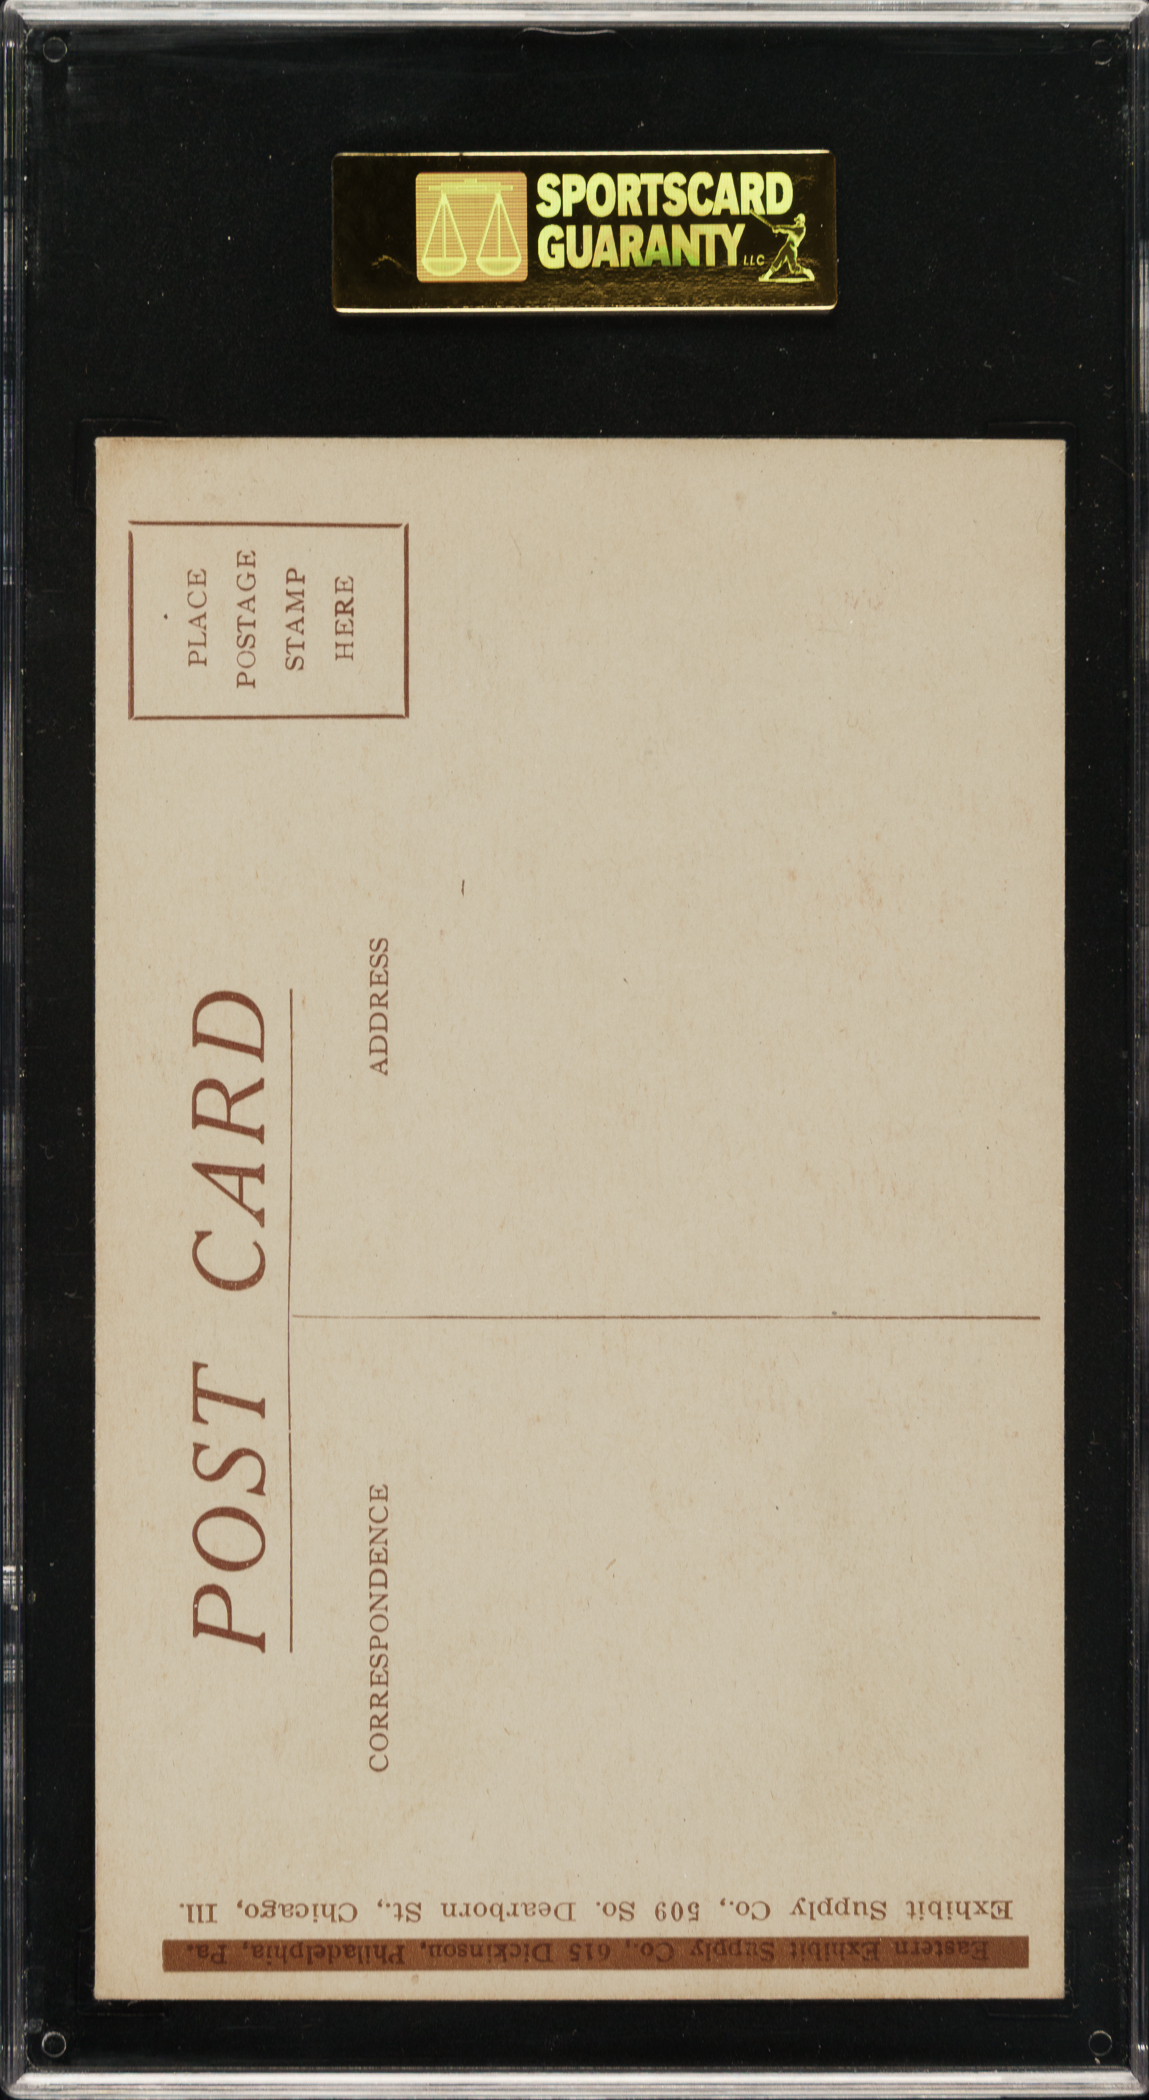 SPORTSCARD
GUARANTY LLC
PLACE
POSTAGE
STAMP
HERE
POST CARD
ADDRESS
CORRESPONDENCE
Exhibit Supply Co., 509 So. Dearborn St., Chicago, Ill.
Eastern Exhibit Supply Co., 615 Dickinson, Philadelphia, Pa.